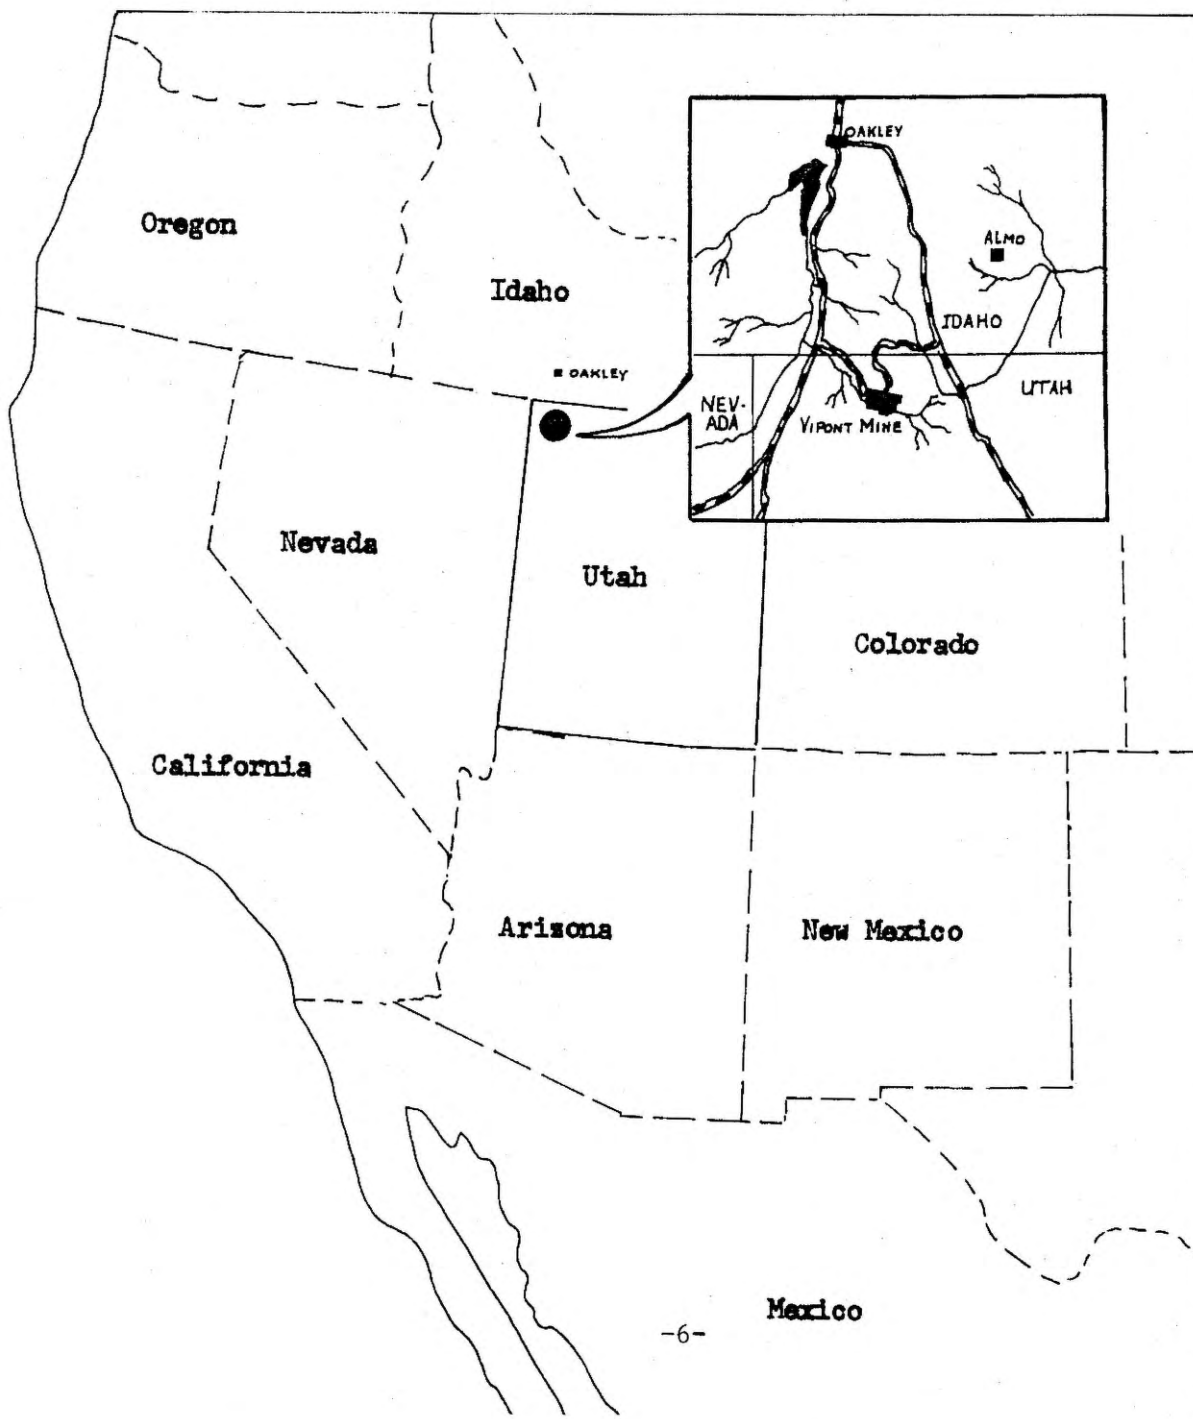 OAKLEY
Oregon
ALMO
Idaho
IDAHO
OAKLEY
UTAH
NEV-
ADA
VIPONT MINE
Nevada
Utah
Colorado
California
Arizona
New Mexico
Mexico
-6-